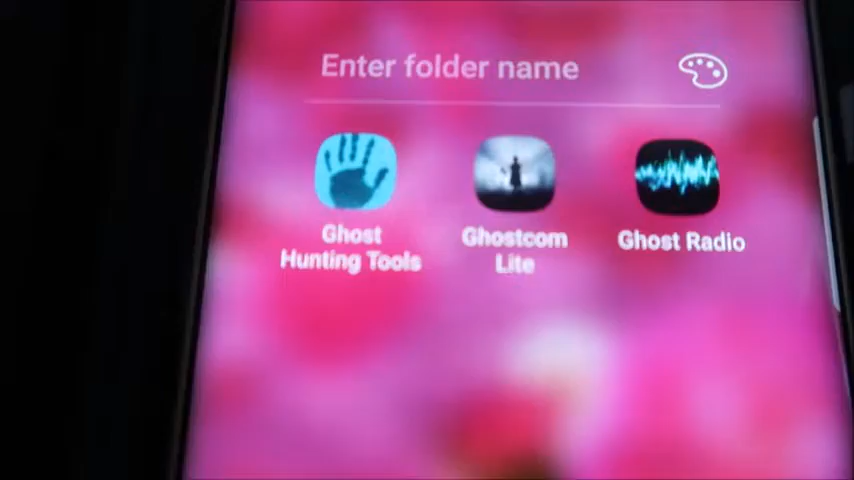 Enter folder name
Ghost
Hunting Tools
Ghostcom
Lite
Ghost Radio